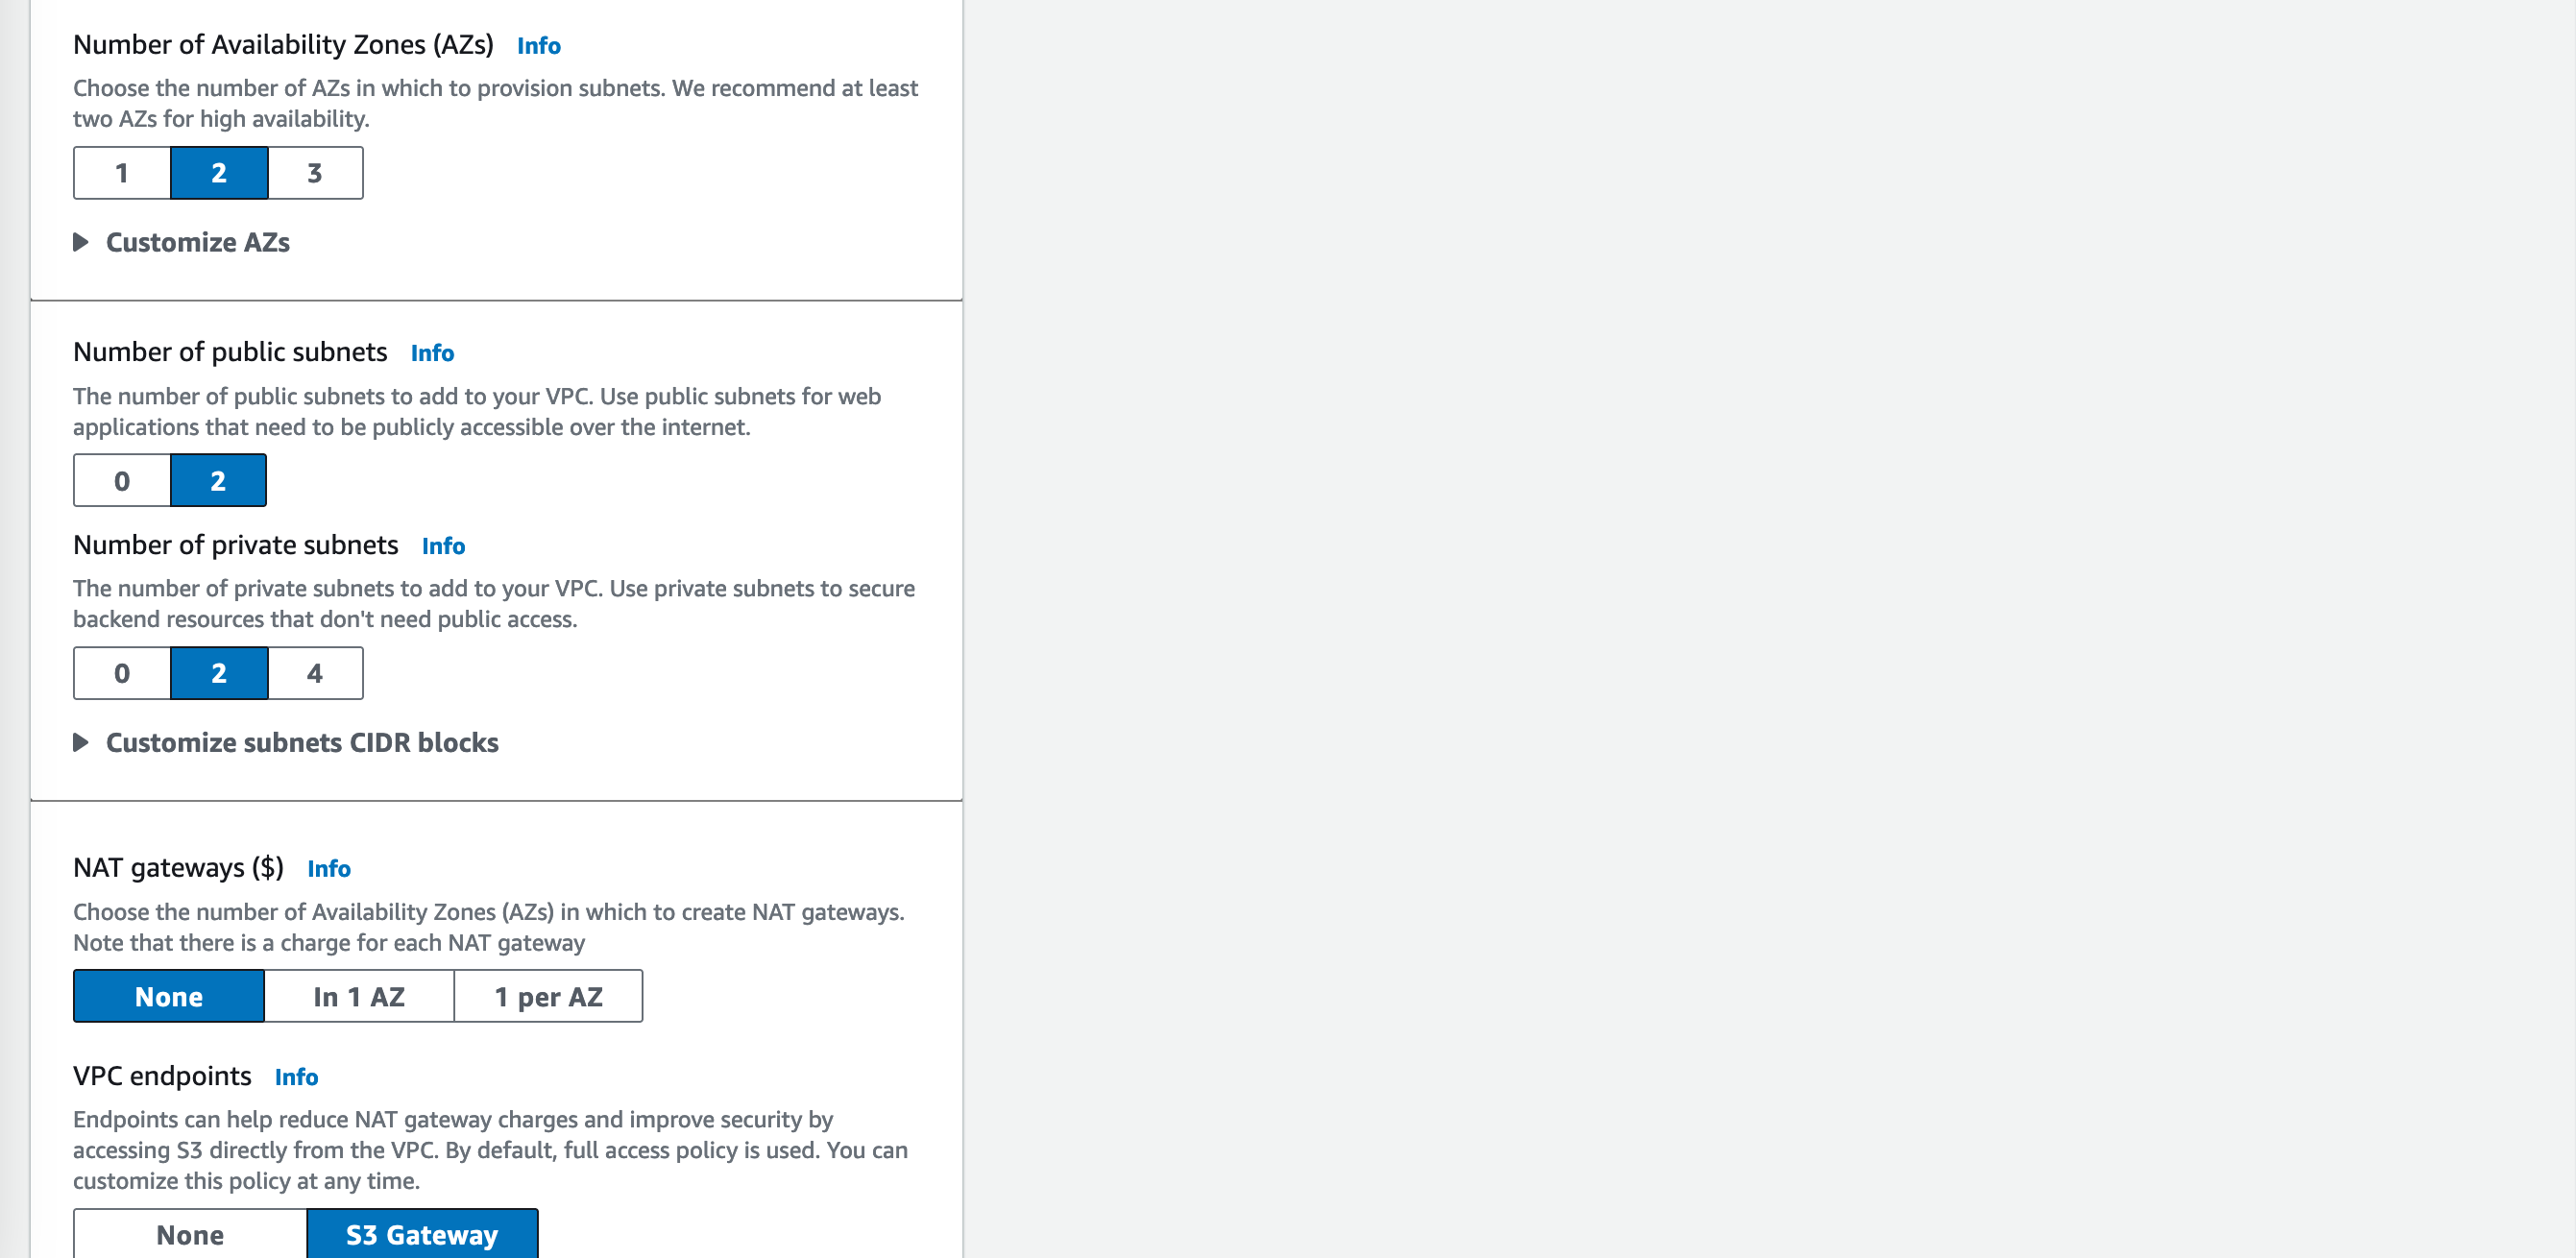 Number of Availability Zones (AZs) Info
Choose the number of AZs in which to provision subnets. We recommend at least
two AZs for high availability.
1 2 3
Customize AZs
Number of public subnets Info
The number of public subnets to add to your VPC. Use public subnets for web
applications that need to be publicly accessible over the internet.
0 2
Number of private subnets Info
The number of private subnets to add to your VPC. Use private subnets to secure
backend resources that don't need public access.
0 2 4
Customize subnets CIDR blocks
NAT gateways ($) Info
Choose the number of Availability Zones (AZs) in which to create NAT gateways.
Note that there is a charge for each NAT gateway
None In 1 AZ 1 per AZ
VPC endpoints Info
Endpoints can help reduce NAT gateway charges and improve security by
accessing S3 directly from the VPC. By default, full access policy is used. You can
customize this policy at any time.
None S3 Gateway